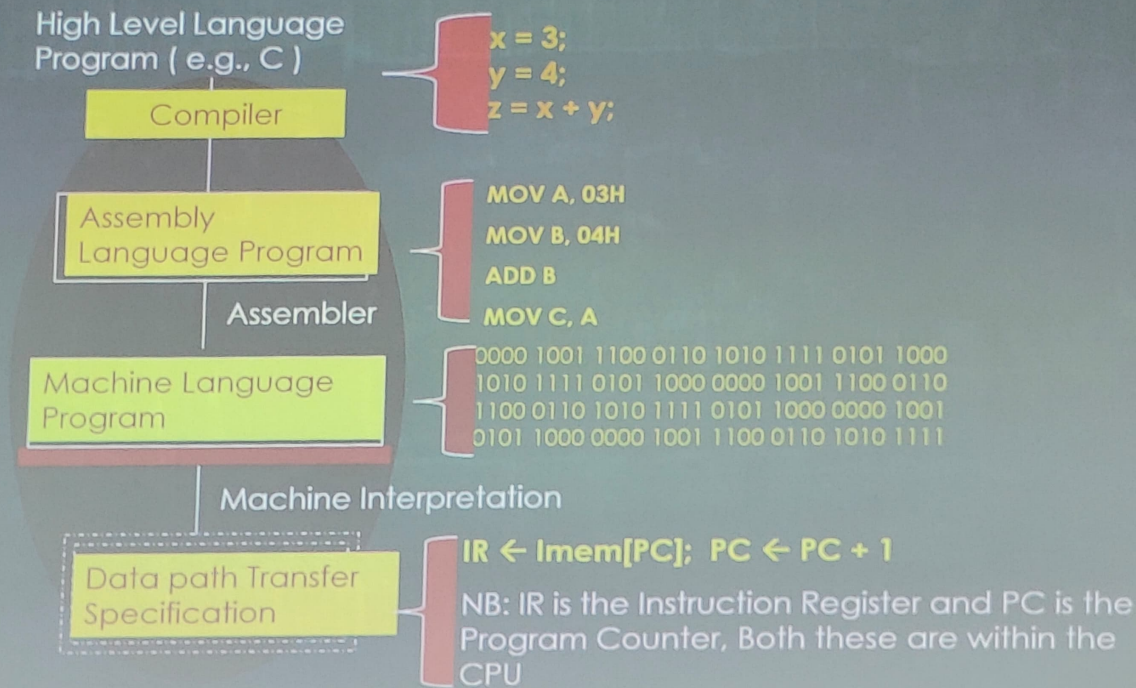 High Level Language
Program ( e.g., C )
x = 3;
y = 4;
z = x + y;
Compiler
Assembly
Language Program
MOV A, 03H
MOV B, 04H
ADD B
MOV C, A
Assembler
Machine Language
Program
0000 1001 1100 0110 1010 1111 0101 1000
1010 1111 0101 1000 0000 1001 1100 0110
1100 0110 1010 1111 0101 1000 0000 1001
0101 1000 0000 1001 1100 0110 1010 1111
Machine Interpretation
Data path Transfer
Specification
IR ← Imem[PC]; PC ← PC + 1
NB: IR is the Instruction Register and PC is the
Program Counter, Both these are within the
CPU